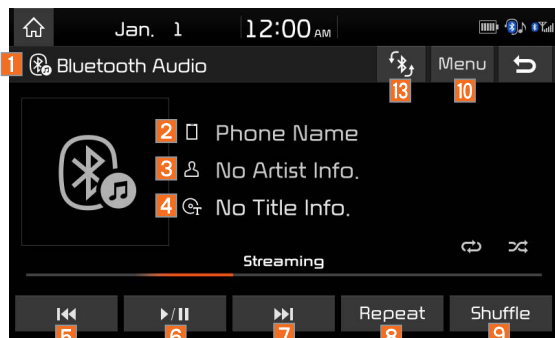 Jan. 1 12:00 AM
1 Bluetooth Audio Menu
13 10
2 Phone Name
3 No Artist Info.
4 No Title Info.
Streaming
Repeat Shuffle
5 6 7 8 9